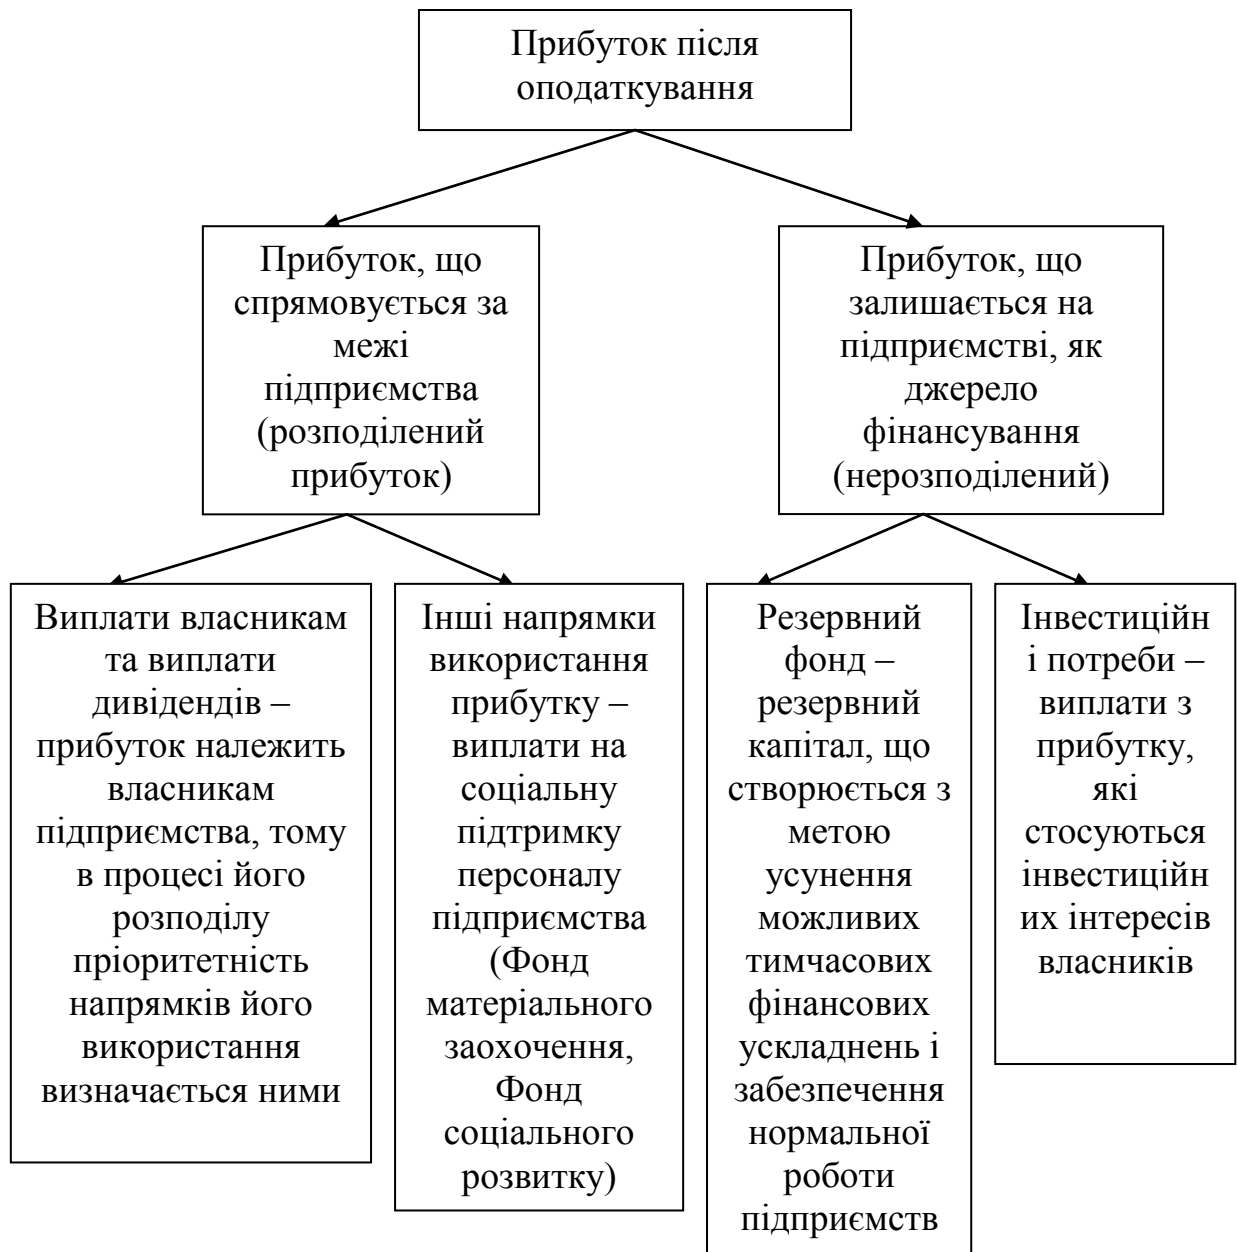 Прибуток після
оподаткування
Прибуток, що
спрямовується за
межі
підприємства
(розподілений
прибуток)
Прибуток, що
залишається на
підприємстві, як
джерело
фінансування
(нерозподілений)
Виплати власникам
та виплати
дивідендів –
прибуток належить
власникам
підприємства, тому
в процесі його
розподілу
пріоритетність
напрямків його
використання
визначається ними
Інші напрямки
використання
прибутку –
виплати на
соціальну
підтримку
персоналу
підприємства
(Фонд
матеріального
заохочення,
Фонд
соціального
розвитку)
Резервний
фонд –
резервний
капітал, що
створюється з
метою
усунення
можливих
тимчасових
фінансових
ускладнень і
забезпечення
нормальної
роботи
підприємств
Інвестиційн
і потреби –
виплати з
прибутку,
які
стосуються
інвестиційн
их інтересів
власників